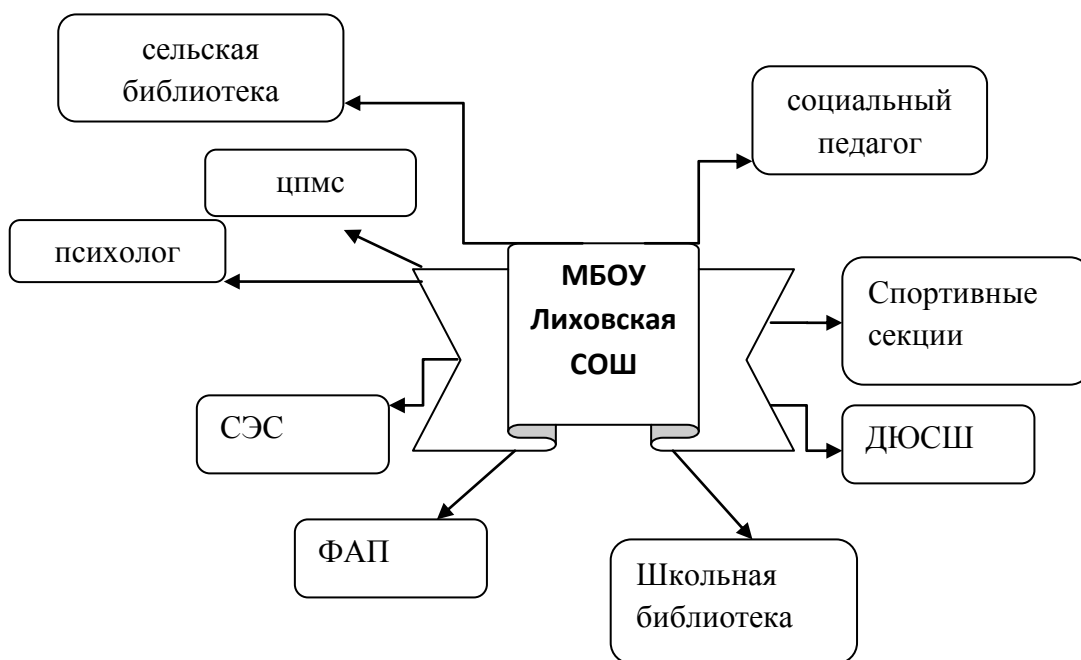 сельская
библиотека
социальный
педагог
цпмс
психолог
МБОУ
Лиховская
СОШ
Спортивные
секции
СЭС
ДЮСШ
ФАП
Школьная
библиотека